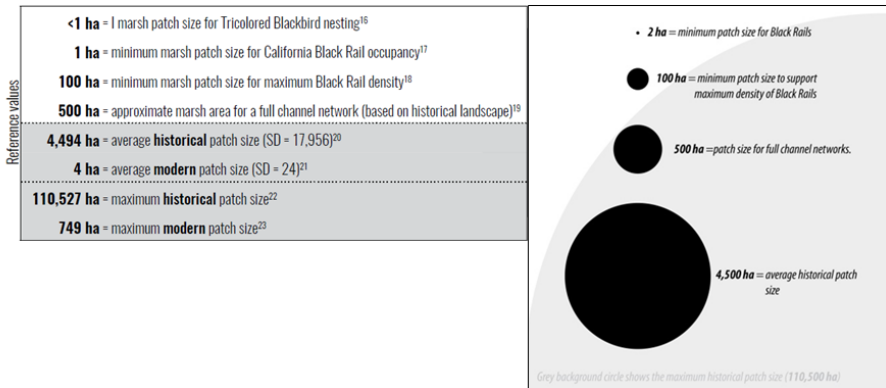 Reference values
<1 ha = l marsh patch size for Tricolored Blackbird nesting16
1 ha = minimum marsh patch size for California Black Rail occupancy17
100 ha = minimum marsh patch size for maximum Black Rail density18
500 ha = approximate marsh area for a full channel network (based on historical landscape)19
4,494 ha = average historical patch size (SD = 17,956)20
4 ha = average modern patch size (SD = 24)21
110,527 ha = maximum historical patch size22
749 ha = maximum modern patch size23
2 ha = minimum patch size for Black Rails
100 ha = minimum patch size to support
maximum density of Black Rails
500 ha =patch size for full channel networks.
4,500 ha = average historical patch
size
Grey background circle shows the maximum historical patch size (110,500 ha)